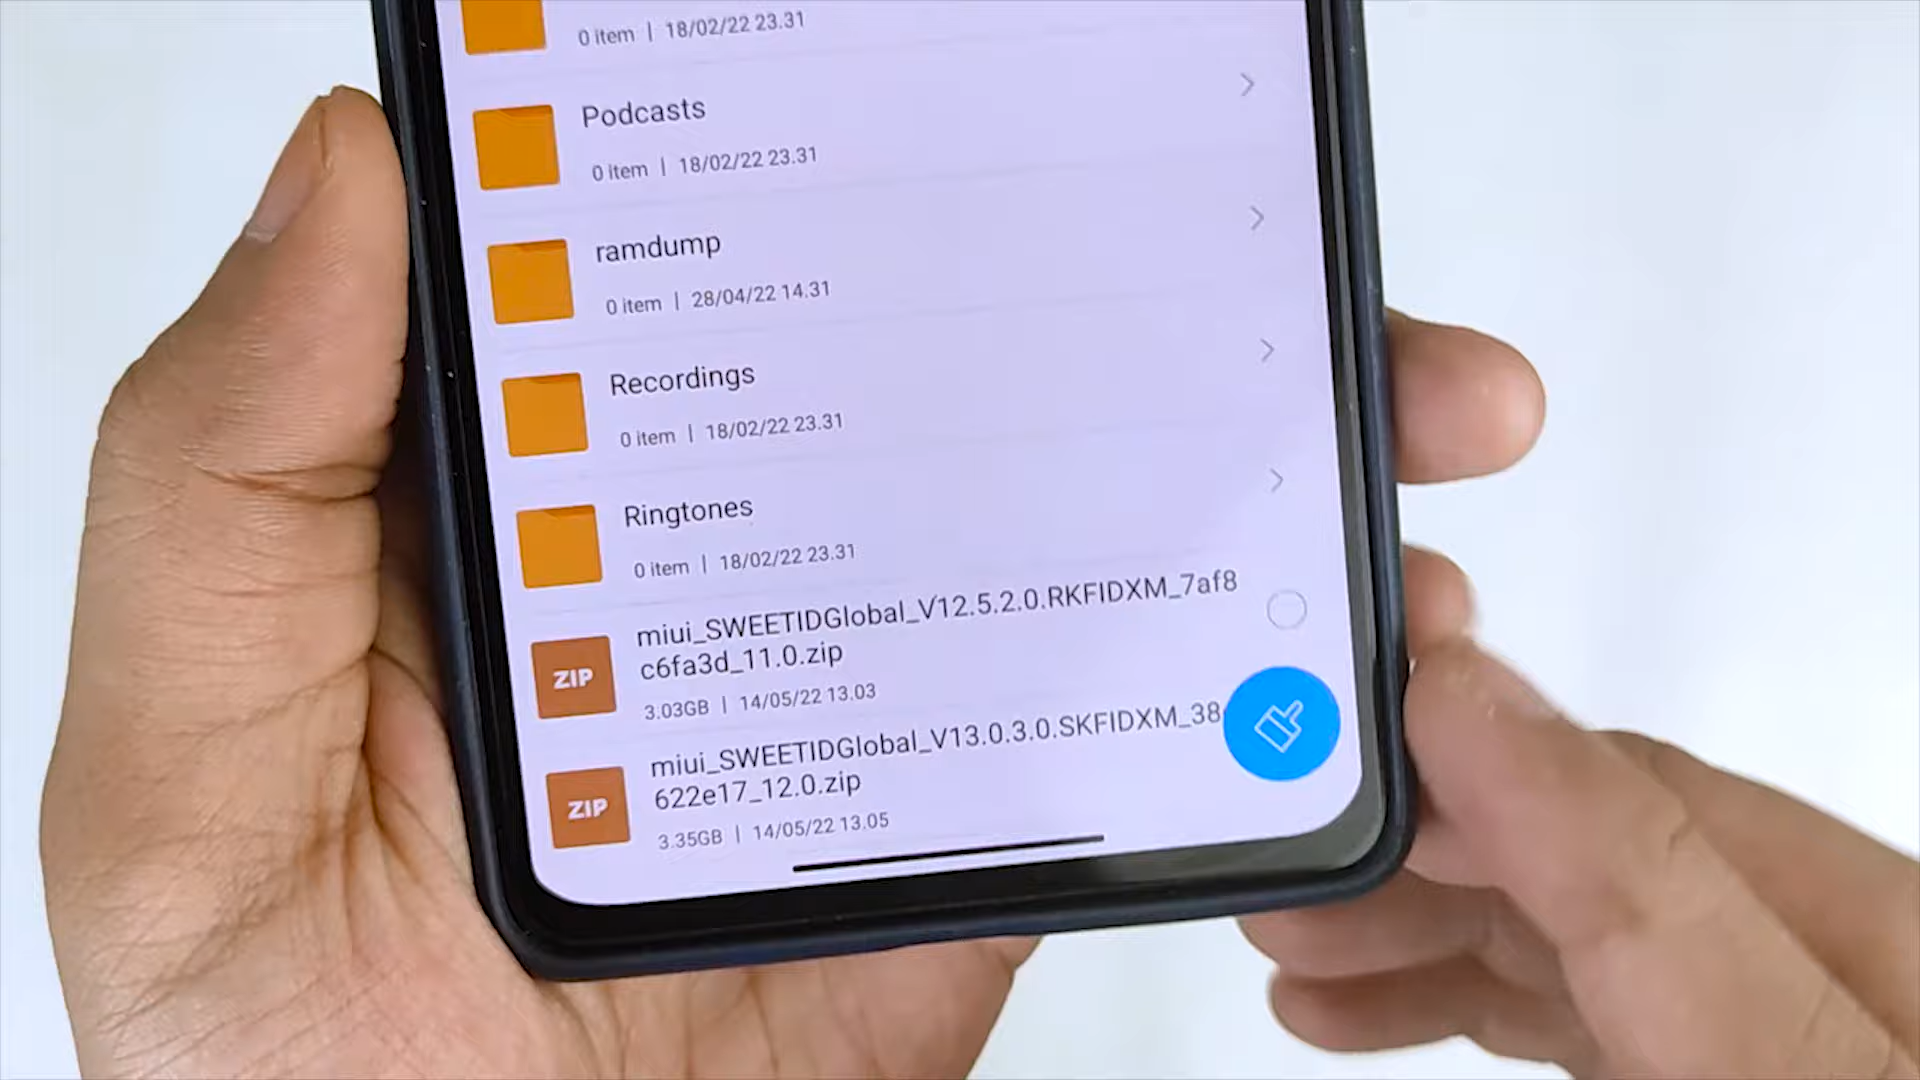 0 item | 18/02/22 23.31
Podcasts
0 item | 18/02/22 23.31
ramdump
0 item | 28/04/22 14.31
Recordings
0 item | 18/02/22 23.31
Ringtones
0 item | 18/02/22 23.31
miui_SWEETIDGlobal_V12.5.2.0.RKFIDXM_7af8
c6fa3d_11.0.zip
ZIP
3.03GB | 14/05/22 13.03
miui_SWEETIDGlobal_V13.0.3.0.SKFIDXM_38
622e17_12.0.zip
ZIP
3.35GB | 14/05/22 13.05